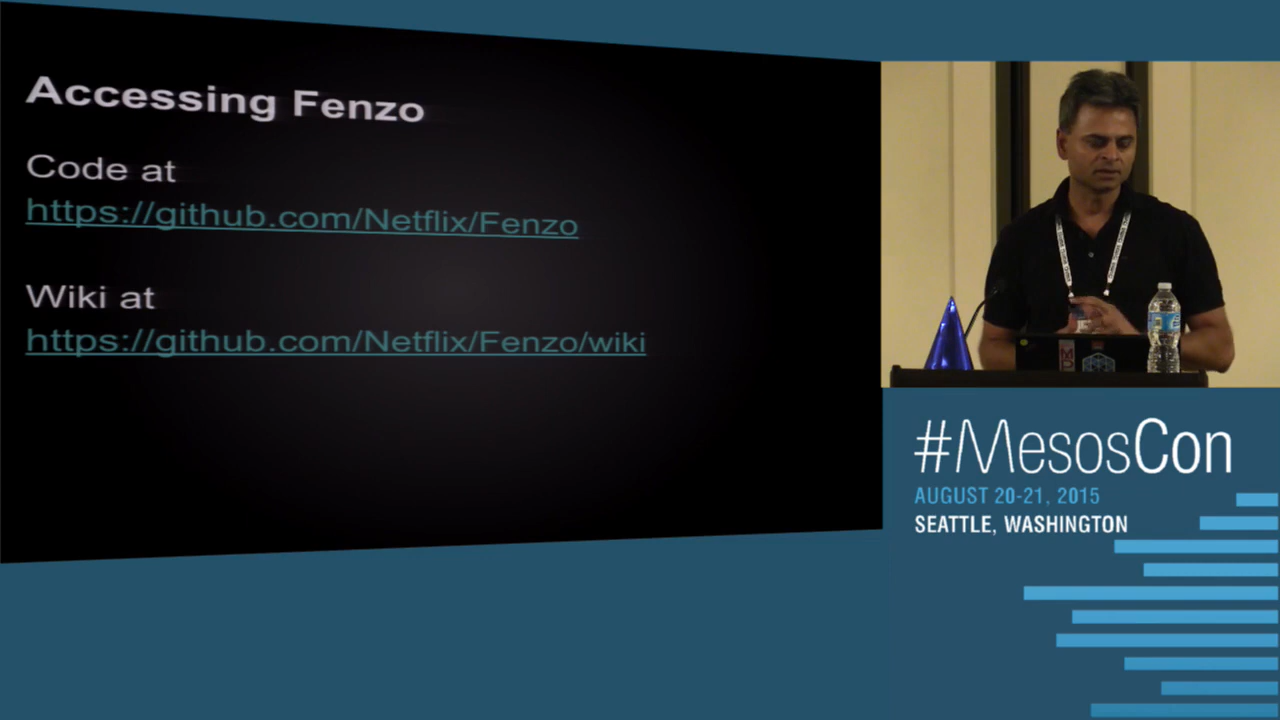 Accessing Fenzo
Code at
https://github.com/Netflix/Fenzo
Wiki at
https://github.com/Netflix/Fenzo/wiki
#MesosCon
AUGUST 20-21, 2015
SEATTLE, WASHINGTON